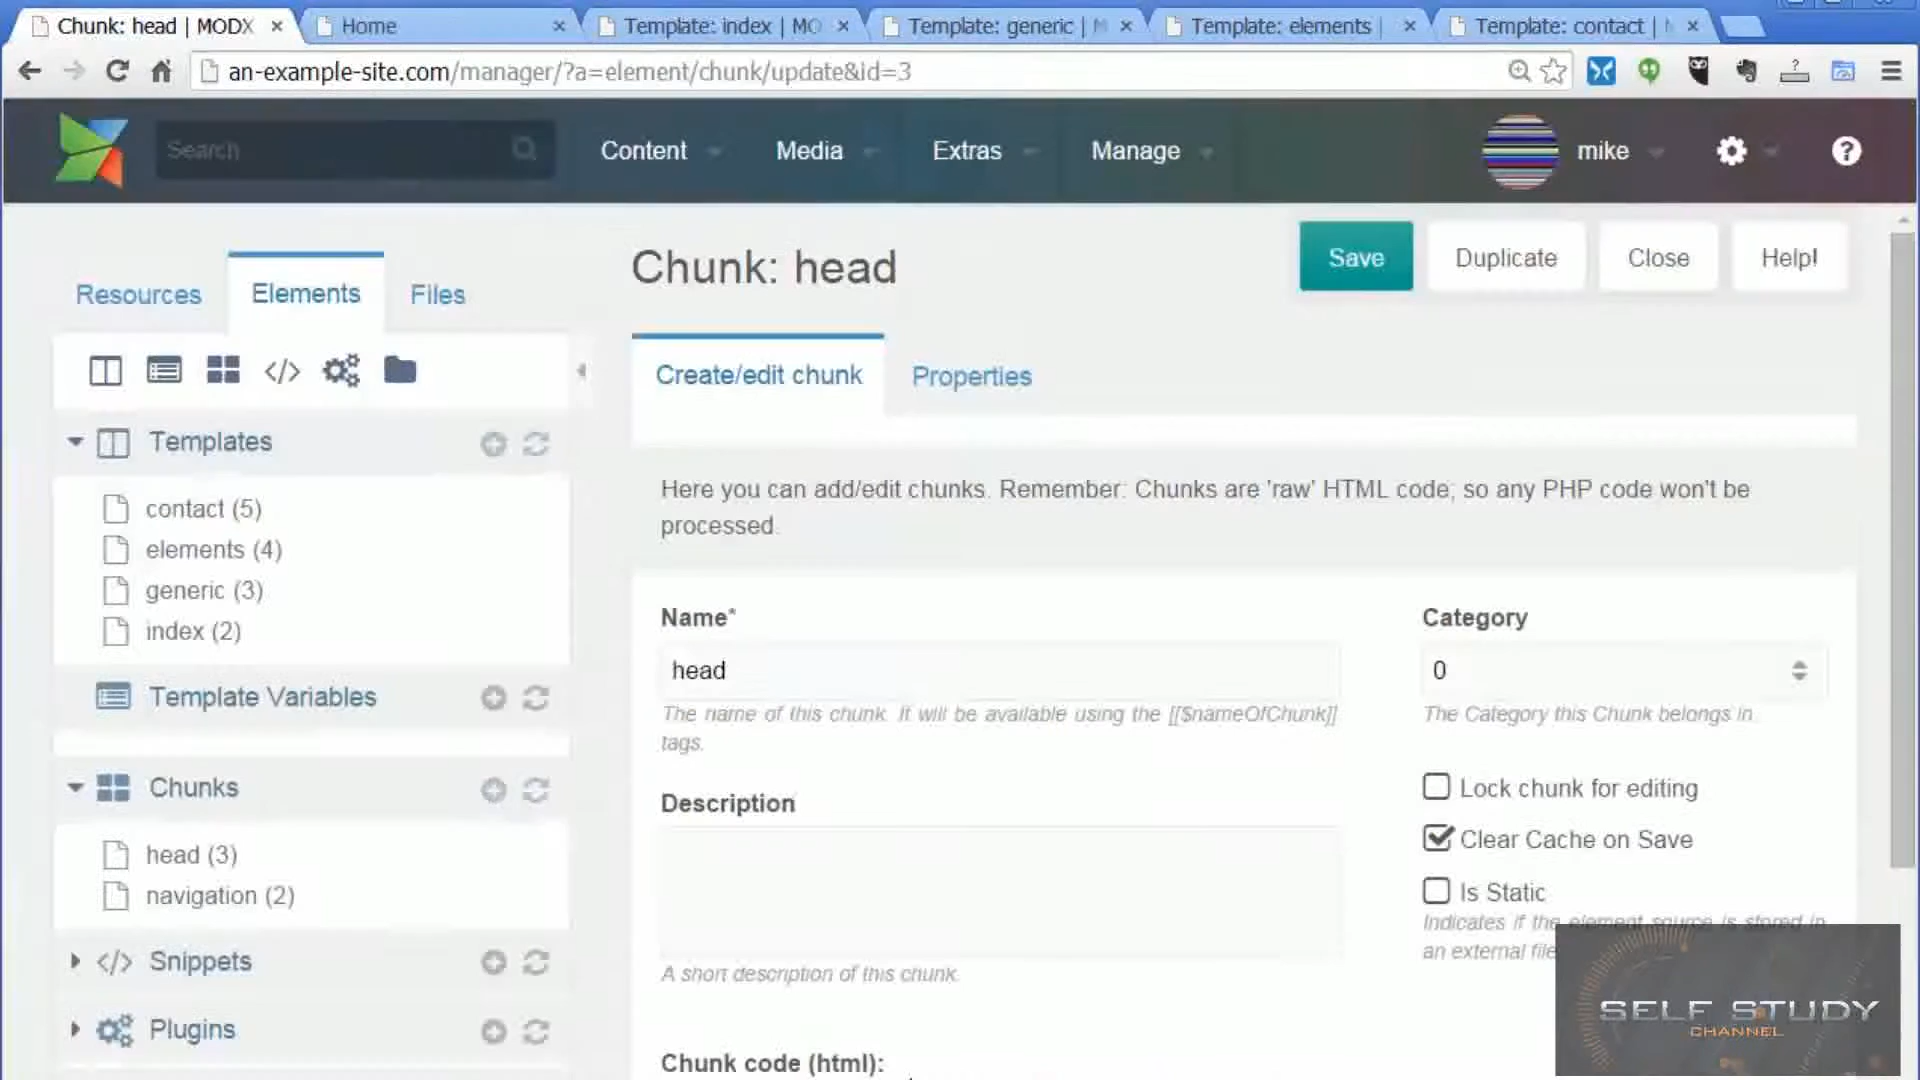 Chunk: head | MODX
Home
Template: index | MO
Template: generic |
Template: elements |
Template: contact |
an-example-site.com/manager/?a=element/chunk/update&id=3
Search
Content
Media
Extras
Manage
mike
Resources
Elements
Files
Templates
contact (5)
elements (4)
generic (3)
index (2)
Template Variables
Chunks
head (3)
navigation (2)
Snippets
Plugins
Chunk: head
Save
Duplicate
Close
Help!
Create/edit chunk
Properties
Here you can add/edit chunks. Remember: Chunks are 'raw' HTML code; so any PHP code won't be
processed.
Name*
head
The name of this chunk. It will be available using the [[$nameOfChunk]]
tags.
Description
A short description of this chunk.
Chunk code (html):
Category
0
The Category this Chunk belongs in.
Lock chunk for editing
Clear Cache on Save
Is Static
Indicates if the element source is stored in
an external file
SELF STUDY
CHANNEL